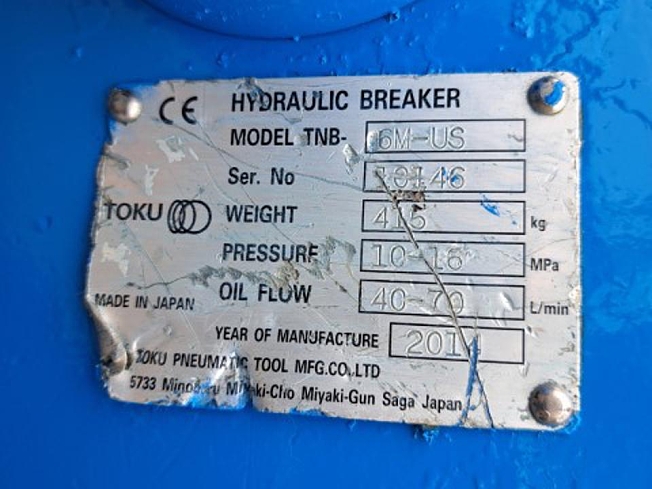 CE HYDRAULIC BREAKER
MODEL TNB- 6M-US
Ser. No 10146
TOKU WEIGHT 415 kg
PRESSURE 10-16 MPa
MADE IN JAPAN OIL FLOW 40-70 L/min
YEAR OF MANUFACTURE 2014
TOKU PNEUMATIC TOOL MFG.CO.,LTD
5733 Miyaki-Cho Miyaki-Gun Saga Japan